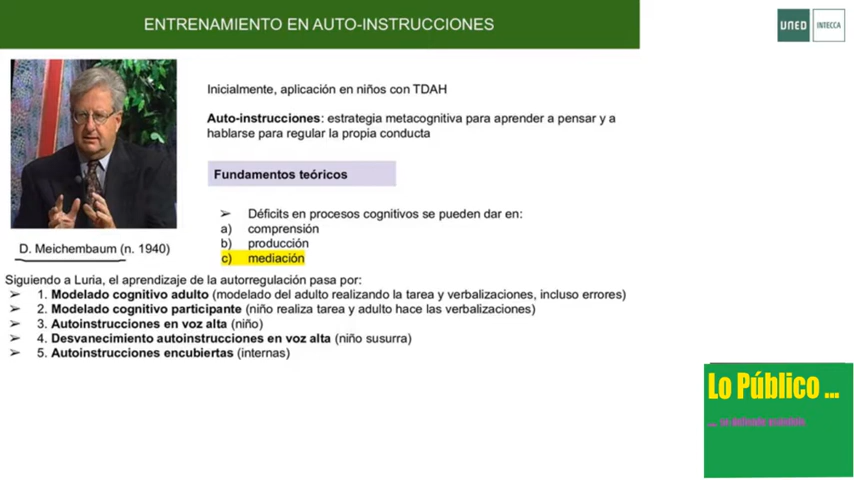 ENTRENAMIENTO EN AUTO-INSTRUCCIONES
UNED INTECCA
Inicialmente, aplicación en niños con TDAH
Auto-instrucciones: estrategia metacognitiva para aprender a pensar y a
hablarse para regular la propia conducta
Fundamentos teóricos
➢ Déficits en procesos cognitivos se pueden dar en:
a) comprensión
b) producción
c) mediación
D. Meichembaum (n. 1940)
Siguiendo a Luria, el aprendizaje de la autorregulación pasa por:
➢ 1. Modelado cognitivo adulto (modelado del adulto realizando la tarea y verbalizaciones, incluso errores)
➢ 2. Modelado cognitivo participante (niño realiza tarea y adulto hace las verbalizaciones)
➢ 3. Autoinstrucciones en voz alta (niño)
➢ 4. Desvanecimiento autoinstrucciones en voz alta (niño susurra)
➢ 5. Autoinstrucciones encubiertas (internas)
Lo Público ...